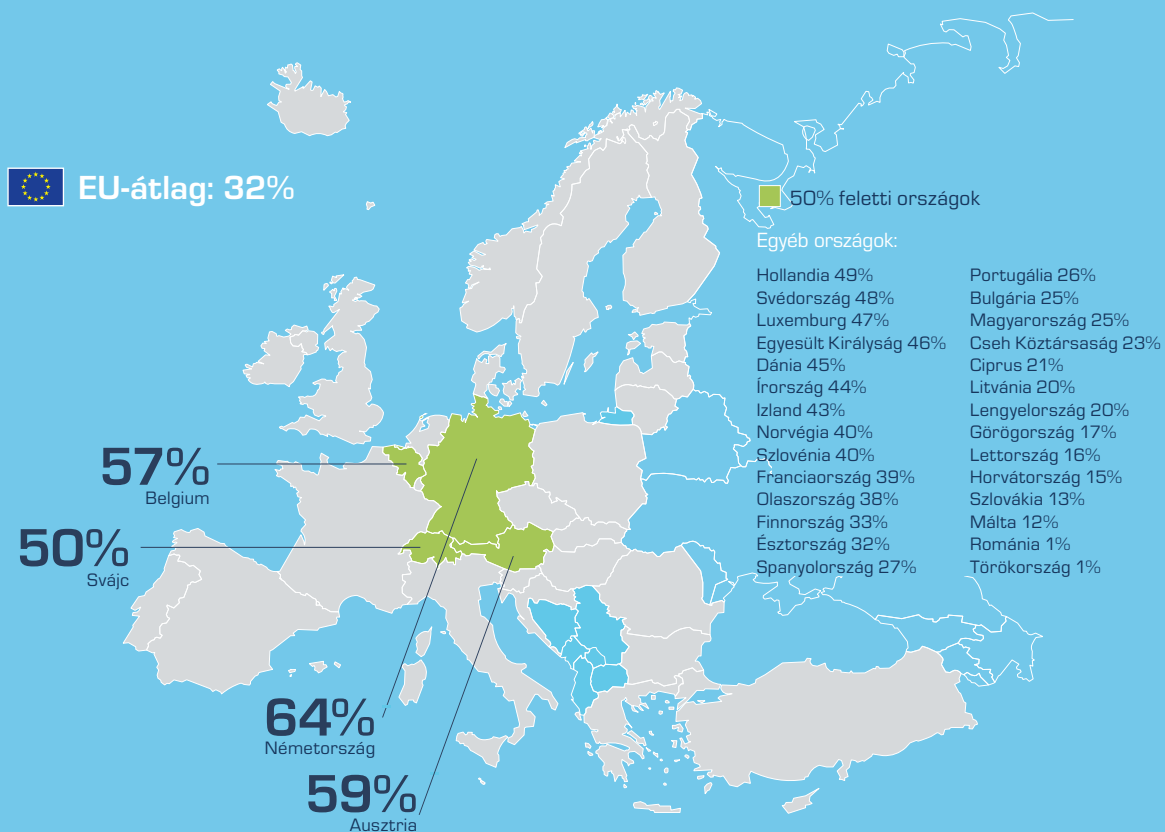 EU-átlag: 32%
50% feletti országok
Egyéb országok:
Hollandia 49%
Svédország 48%
Luxemburg 47%
Egyesült Királyság 46%
Dánia 45%
Írország 44%
Izland 43%
Norvégia 40%
Szlovénia 40%
Franciaország 39%
Olaszország 38%
Finnország 33%
Észtország 32%
Spanyolország 27%
Portugália 26%
Bulgária 25%
Magyarország 25%
Cseh Köztársaság 23%
Ciprus 21%
Litvánia 20%
Lengyelország 20%
Görögország 17%
Lettország 16%
Horvátország 15%
Szlovákia 13%
Málta 12%
Románia 1%
Törökország 1%
57%
Belgium
50%
Svájc
64%
Németország
59%
Ausztria